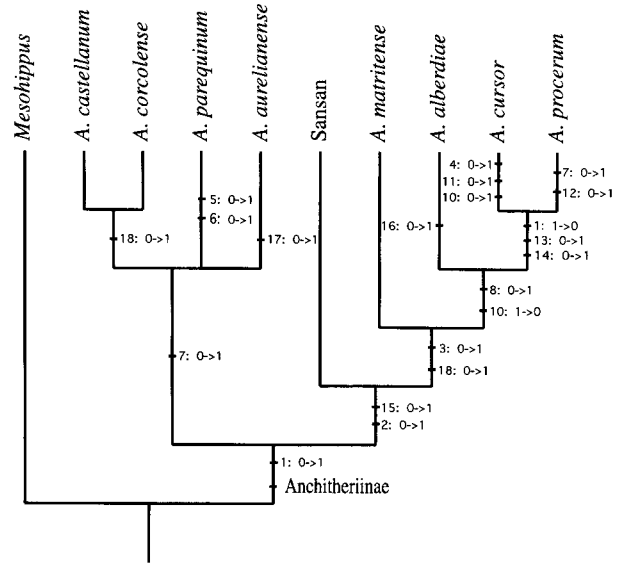 Mesohippus
A. castellanum
A. corcolense
A. parequinum
A. aurelianense
Sansan
A. matritense
A. alberdiae
A. cursor
A. procerum
4: 0->1
11: 0->1
10: 0->1
7: 0->1
12: 0->1
5: 0->1
6: 0->1
18: 0->1
17: 0->1
16: 0->1
1: 1->0
13: 0->1
14: 0->1
8: 0->1
10: 1->0
7: 0->1
3: 0->1
18: 0->1
15: 0->1
2: 0->1
1: 0->1
Anchitheriinae